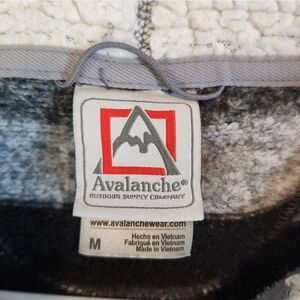 Avalanche®
OUTDOOR SUPPLY COMPANY
www.avalanchewear.com
M
Hecho en Vietnam
Fabriqué en Vietnam
Made in Vietnam